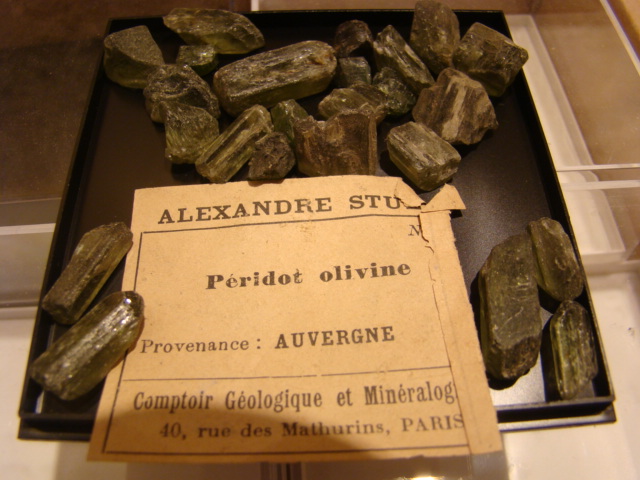 ALEXANDRE STU
N
Péridot olivine
Provenance : AUVERGNE
Comptoir Géologique et Minéralog
40, rue des Mathurins, PARIS